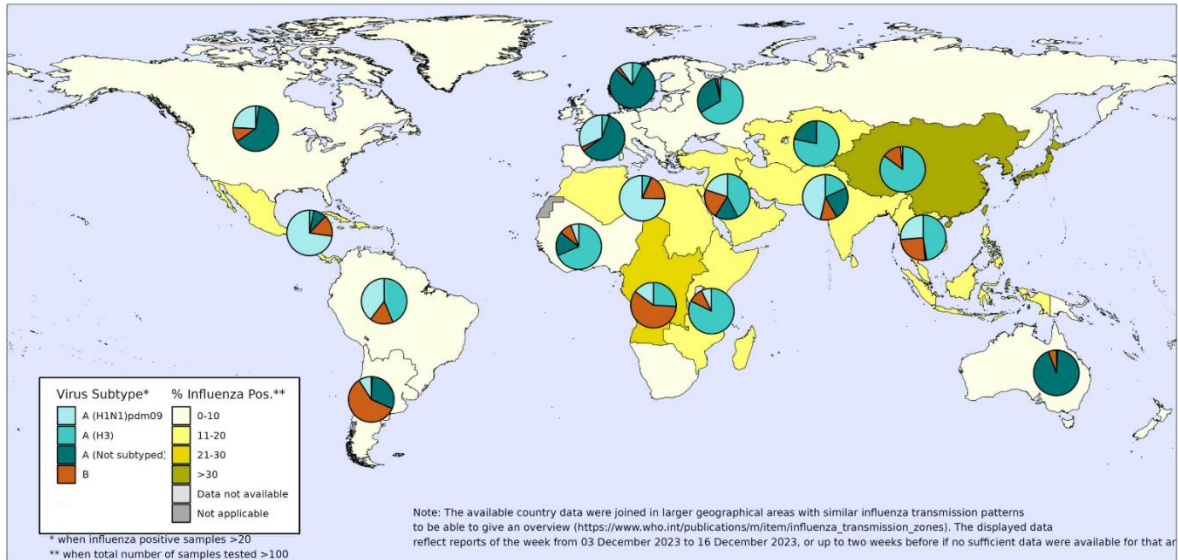 Virus Subtype*
A (H1N1)pdm09
A (H3)
A (Not subtyped)
B
% Influenza Pos.**
0-10
11-20
21-30
>30
Data not available
Not applicable
* when influenza positive samples >20
** when total number of samples tested >100
Note: The available country data were joined in larger geographical areas with similar influenza transmission patterns
to be able to give an overview (https://www.who.int/publications/m/item/influenza_transmission_zones). The displayed data
reflect reports of the week from 03 December 2023 to 16 December 2023, or up to two weeks before if no sufficient data were available for that ar